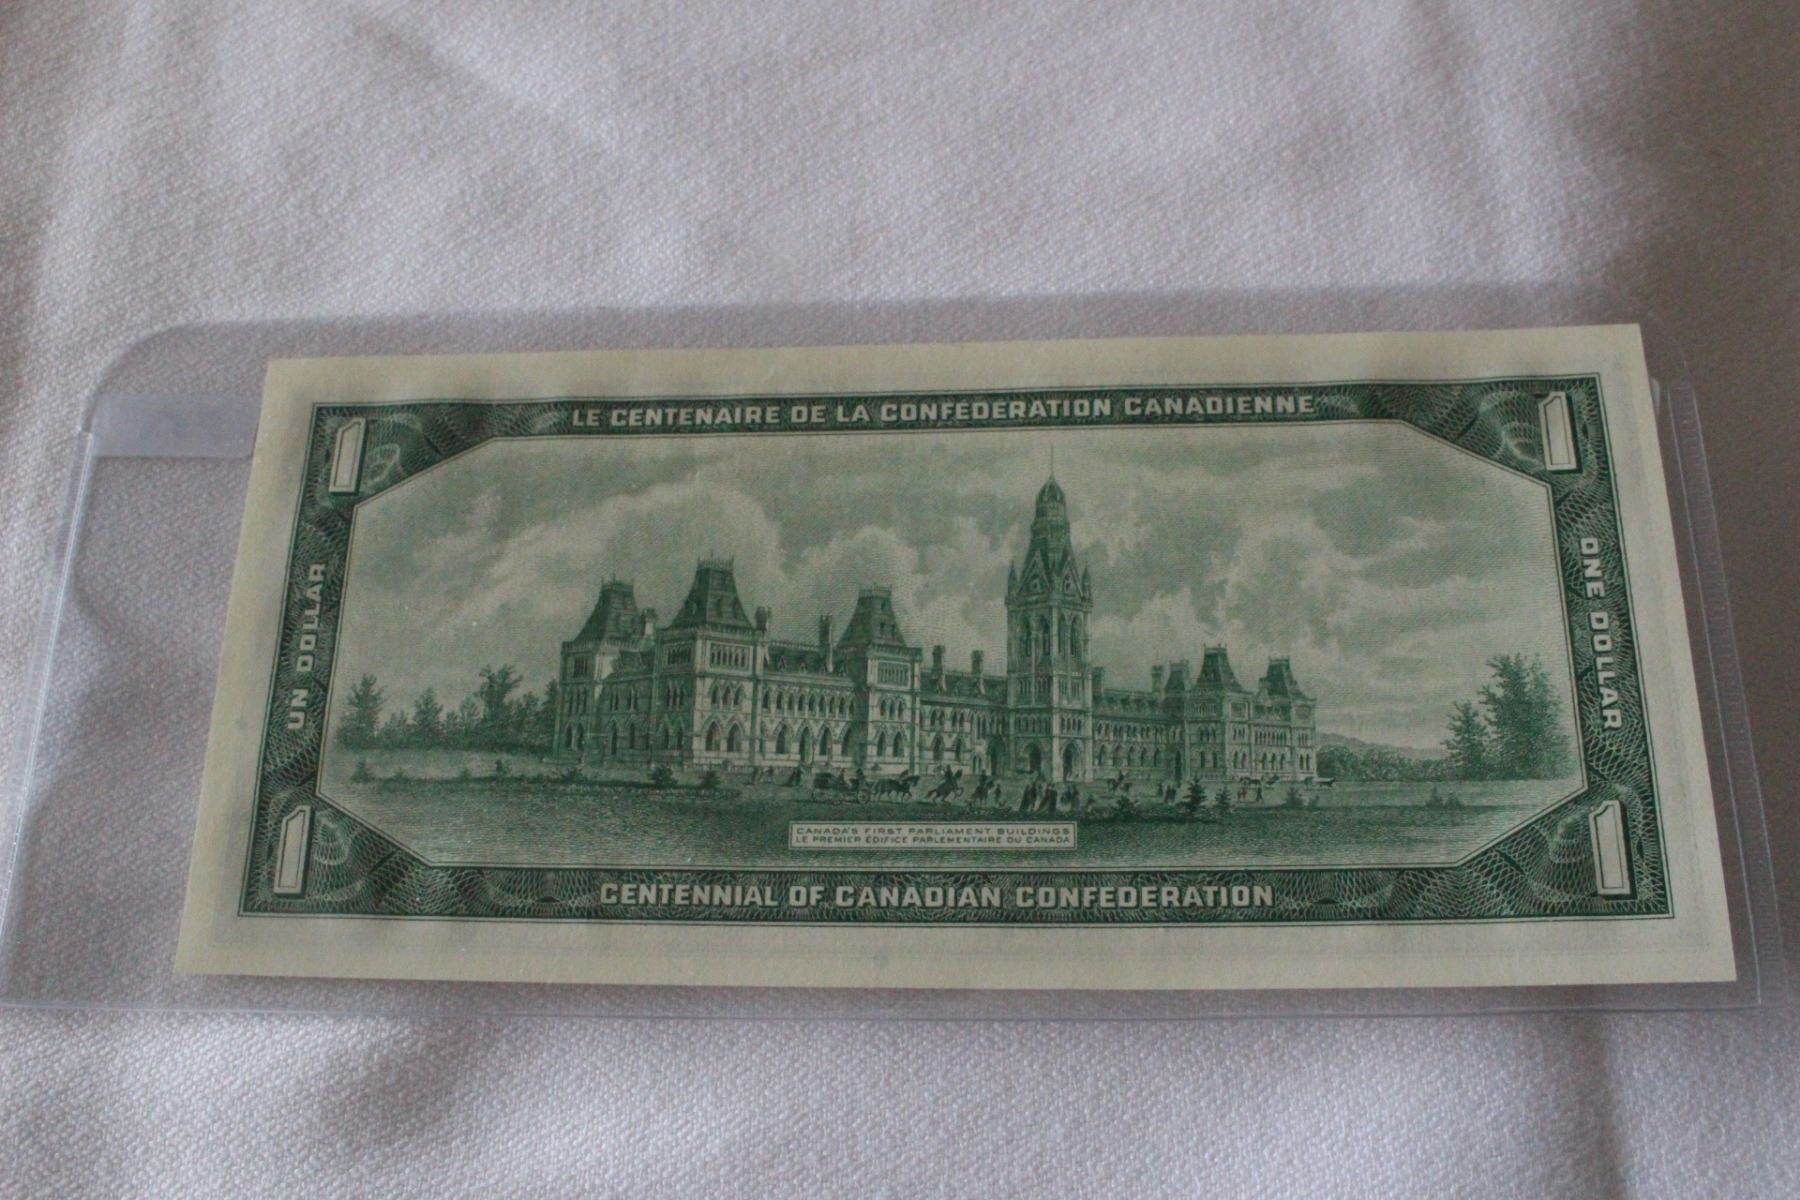 LE CENTENAIRE DE LA CONFEDERATION CANADIENNE
1
1
UN DOLLAR
ONE DOLLAR
CANADA'S FIRST PARLIAMENT BUILDINGS
LE PREMIER EDIFICE PARLEMENTAIRE DU CANADA
1
1
CENTENNIAL OF CANADIAN CONFEDERATION